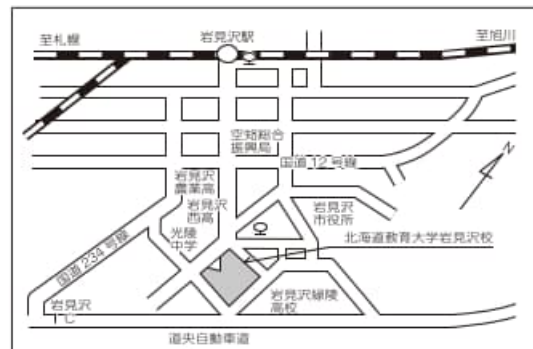 至札幌
岩見沢駅
至旭川
空知総合
振興局
国道12号線
N
岩見沢
農業高
岩見沢
西高
岩見沢
市役所
光陵
中学
北海道教育大学岩見沢校
国道234号線
岩見沢
IC
岩見沢緑陵
高校
道央自動車道